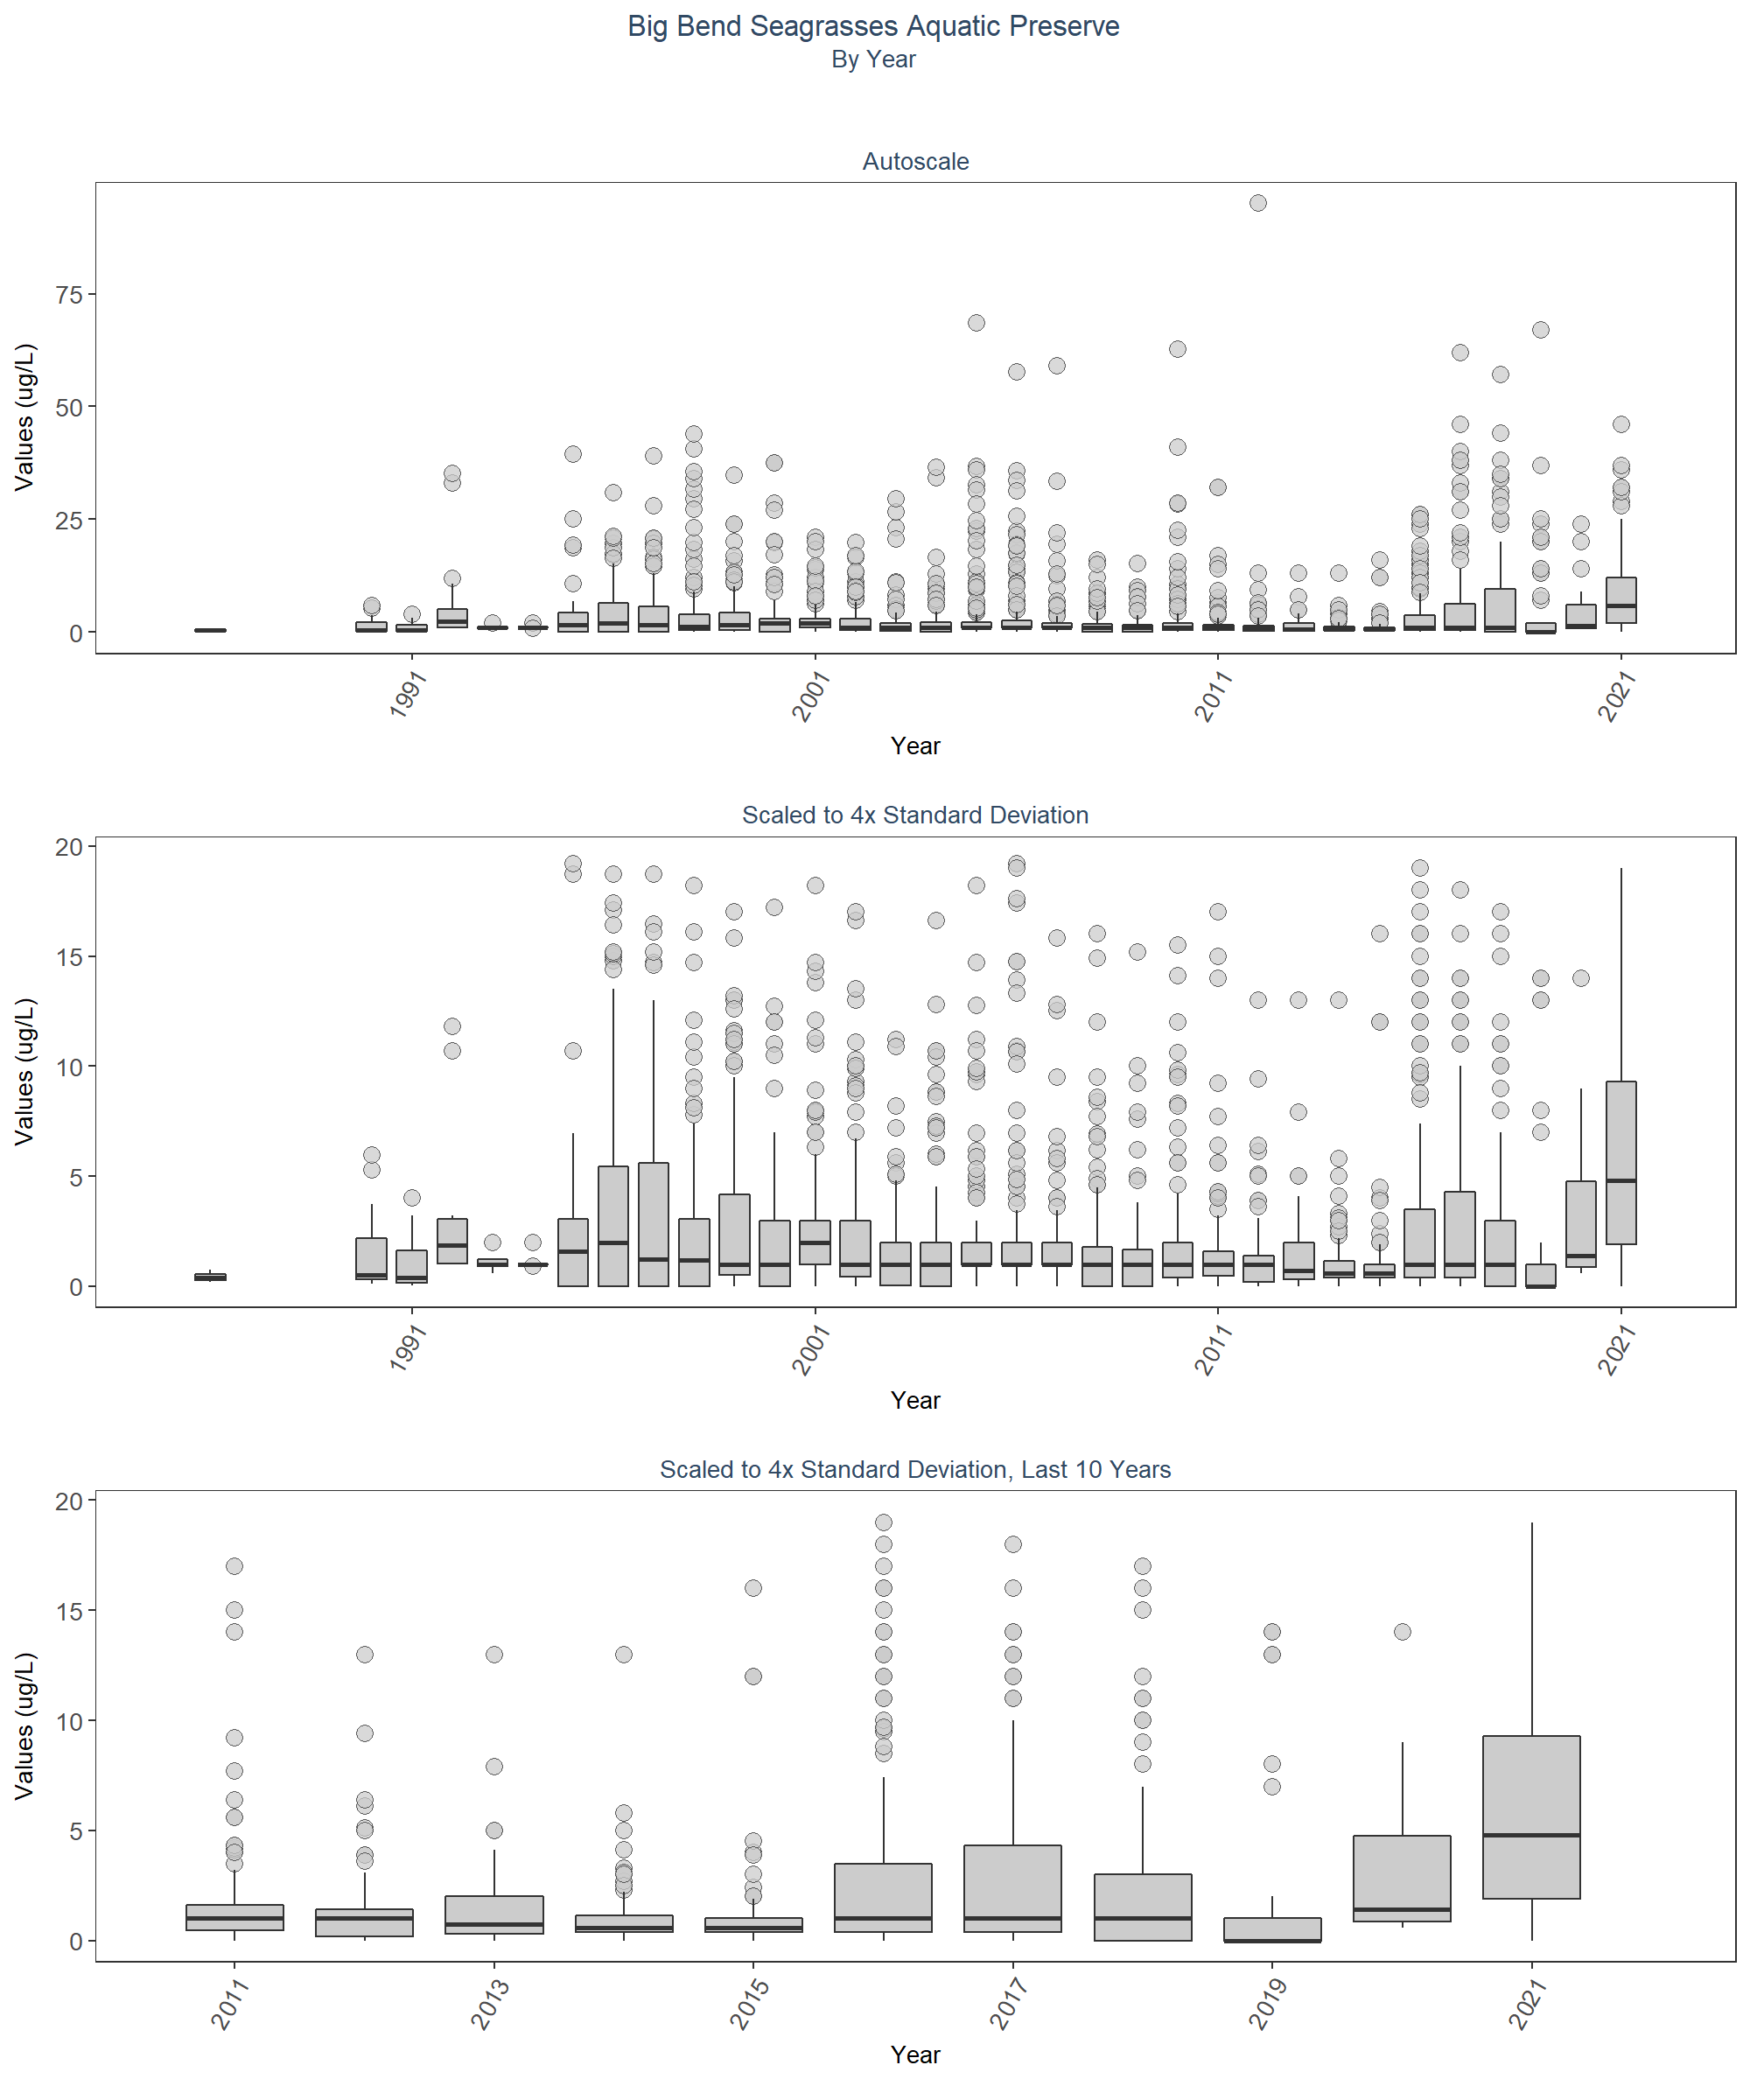 Big Bend Seagrasses Aquatic Preserve
By Year
Autoscale
Values (ug/L)
75
50
25
0
1991
2001
2011
2021
Year
Scaled to 4x Standard Deviation
Values (ug/L)
20
15
10
5
0
1991
2001
2011
2021
Year
Scaled to 4x Standard Deviation, Last 10 Years
Values (ug/L)
20
15
10
5
0
2011
2013
2015
2017
2019
2021
Year